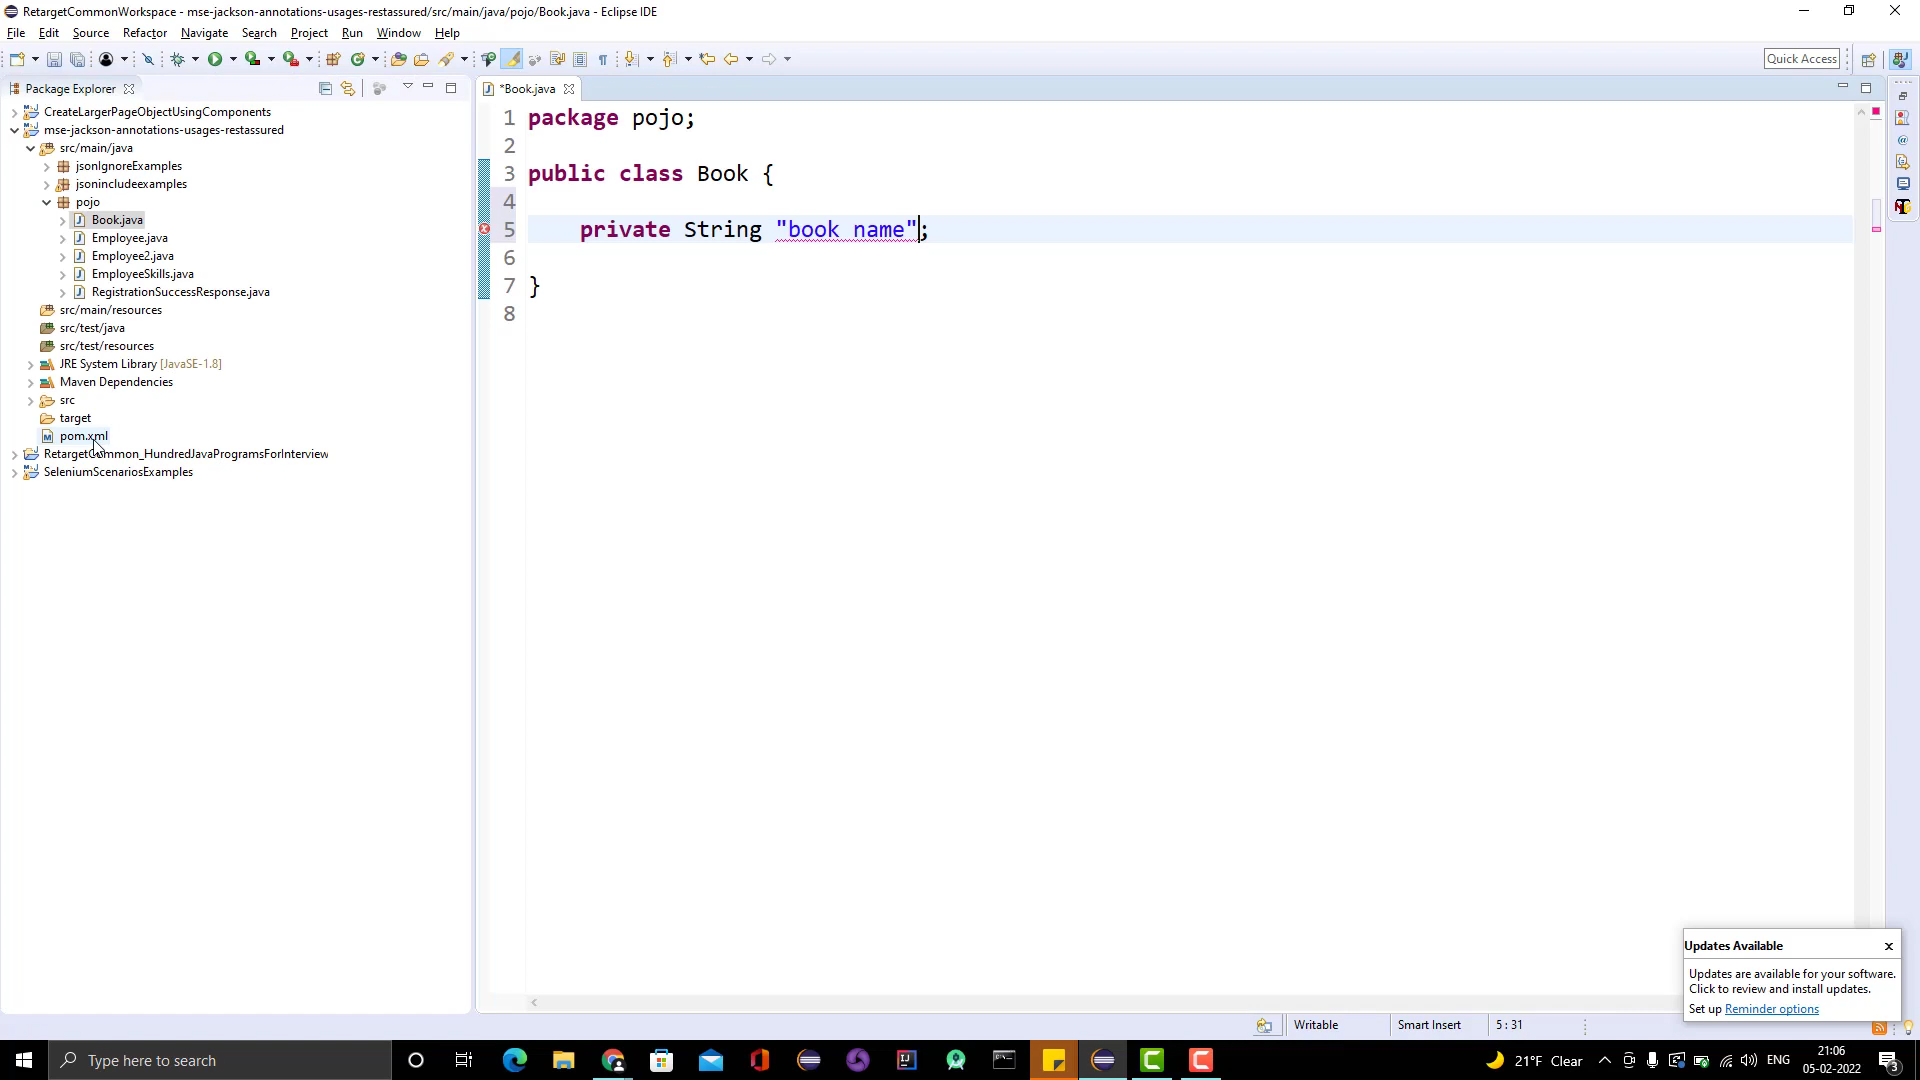 RetargetCommonWorkspace - mse-jackson-annotations-usages-restassured/src/main/java/pojo/Book.java - Eclipse IDE
File Edit Source Refactor Navigate Search Project Run Window Help
Quick Access
Package Explorer
*Book.java
CreateLargerPageObjectUsingComponents
mse-jackson-annotations-usages-restassured
src/main/java
jsonIgnoreExamples
jsonincludeexamples
pojo
Book.java
Employee.java
Employee2.java
EmployeeSkills.java
RegistrationSuccessResponse.java
src/main/resources
src/test/java
src/test/resources
JRE System Library [JavaSE-1.8]
Maven Dependencies
src
target
pom.xml
RetargetCommon_HundredJavaProgramsForInterview
SeleniumScenariosExamples
1 package pojo;
2
3 public class Book {
4
5 private String "book name";
6
7 }
8
Updates Available
Updates are available for your software.
Click to review and install updates.
Set up Reminder options
Writable
Smart Insert
5 : 31
Type here to search
21°F Clear
ENG
21:06
05-02-2022
3